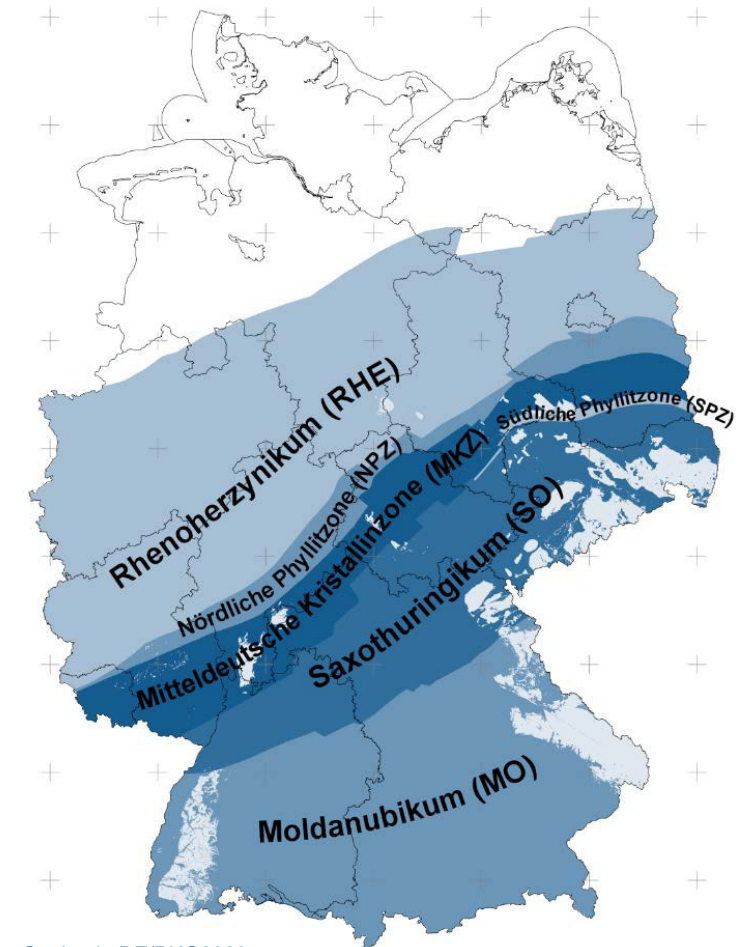 Rhenoherzynikum (RHE)
Südliche Phyllitzone (SPZ)
Nördliche Phyllitzone (NPZ)
Mitteldeutsche Kristallinzone (MKZ)
Saxothuringikum (SO)
Moldanubikum (MO)